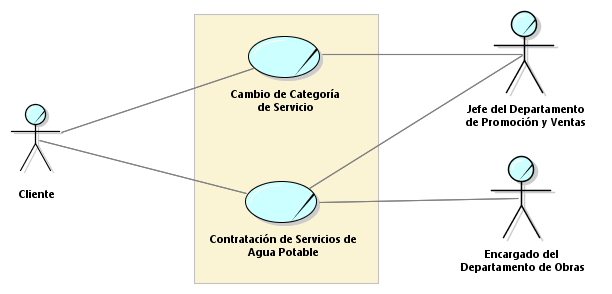 Cambio de Categoría
de Servicio
Jefe del Departamento
de Promoción y Ventas
Cliente
Contratación de Servicios de
Agua Potable
Encargado del
Departamento de Obras